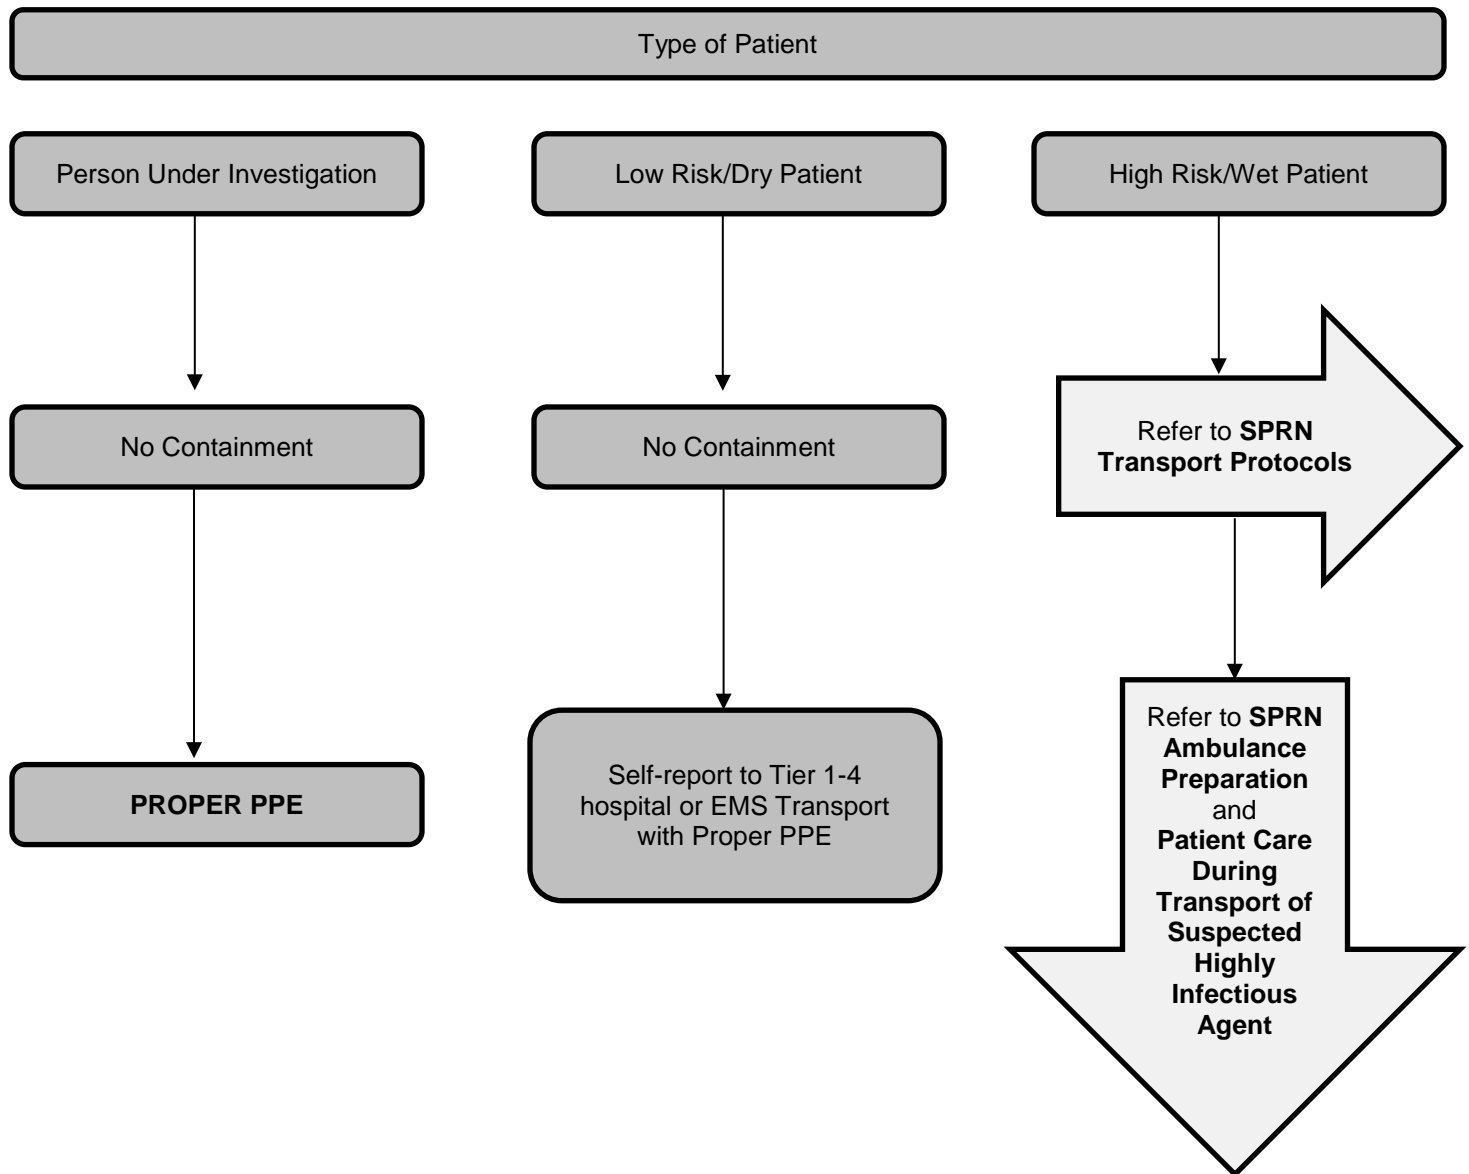 Type of Patient
Person Under Investigation
Low Risk/Dry Patient
High Risk/Wet Patient
No Containment
No Containment
Refer to SPRN
Transport Protocols
PROPER PPE
Self-report to Tier 1-4
hospital or EMS Transport
with Proper PPE
Refer to SPRN
Ambulance
Preparation
and
Patient Care
During
Transport of
Suspected
Highly
Infectious
Agent